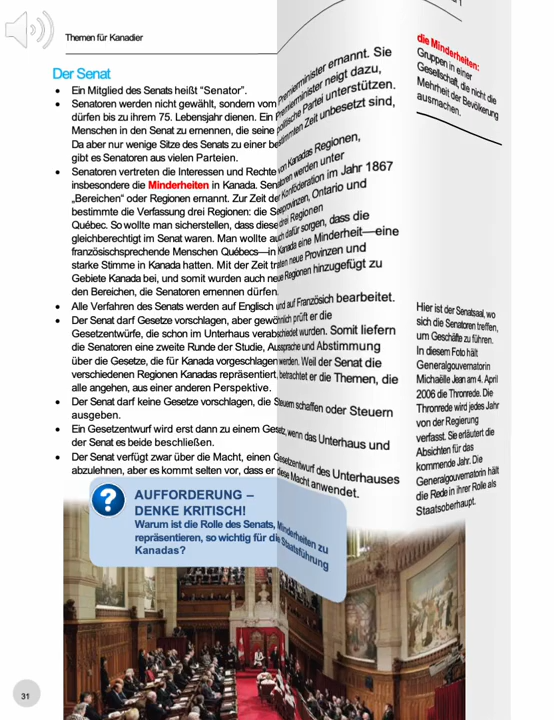 Themen für Kanadier
Der Senat
• Ein Mitglied des Senats heißt “Senator”.
• Senatoren werden nicht gewählt, sondern vom Premierminister ernannt. Sie
dürfen bis zu ihrem 75. Lebensjahr dienen. Ein Premierminister neigt dazu,
Menschen in den Senat zu ernennen, die seine politische Partei unterstützen.
Da aber nur wenige Sitze des Senats zu einer bestimmten Zeit unbesetzt sind,
gibt es Senatoren aus vielen Parteien.
• Senatoren vertreten die Interessen und Rechte von Kanadas Regionen,
insbesondere die Minderheiten in Kanada. Senatoren werden unter
„Bereichen“ oder Regionen ernannt. Zur Zeit der Konföderation im Jahr 1867
bestimmte die Verfassung drei Regionen: die Seeprovinzen, Ontario und
Québec. So wollte man sicherstellen, dass diese drei Regionen
gleichberechtigt im Senat waren. Man wollte auch dafür sorgen, dass die
französischsprechende Menschen Québecs—in Kanada eine Minderheit—eine
starke Stimme in Kanada hatten. Mit der Zeit traten neue Provinzen und
Gebiete Kanada bei, und somit wurden auch neue Regionen hinzugefügt zu
den Bereichen, die Senatoren ernennen dürfen.
• Alle Verfahren des Senats werden auf Englisch und auf Französich bearbeitet.
• Der Senat darf Gesetze vorschlagen, aber gewöhnlich prüft er die
Gesetzentwürfe, die schon im Unterhaus verabschiedet wurden. Somit liefern
die Senatoren eine zweite Runde der Studie, Aussprache und Abstimmung
über die Gesetze, die für Kanada vorgeschlagen werden. Weil der Senat die
verschiedenen Regionen Kanadas repräsentiert, betrachtet er die Themen, die
alle angehen, aus einer anderen Perspektive.
• Der Senat darf keine Gesetze vorschlagen, die Steuern schaffen oder Steuern
ausgeben.
• Ein Gesetzentwurf wird erst dann zu einem Gesetz, wenn das Unterhaus und
der Senat es beide beschließen.
• Der Senat verfügt zwar über die Macht, einen Gesetzentwurf des Unterhauses
abzulehnen, aber es kommt selten vor, dass er diese Macht anwendet.
die Minderheiten:
Gruppen in einer
Gesellschaft, die nicht die
Mehrheit der Bevölkerung
ausmachen.
Hier ist der Senatsaal, wo
sich die Senatoren treffen,
um Geschäfte zu führen.
In diesem Foto hält
Generalgouvernatorin
Michaëlle Jean am 4. April
2006 die Thronrede. Die
Thronrede wird jedes Jahr
von der Regierung
verfasst. Sie erläutert die
Absichten für das
kommende Jahr. Die
Generalgouvernatorin hält
die Rede in ihrer Rolle als
Staatsoberhaupt.
?
AUFFORDERUNG –
DENKE KRITISCH!
Warum ist die Rolle des Senats, Minderheiten zu
repräsentieren, so wichtig für die Staatsführung
Kanadas?
31